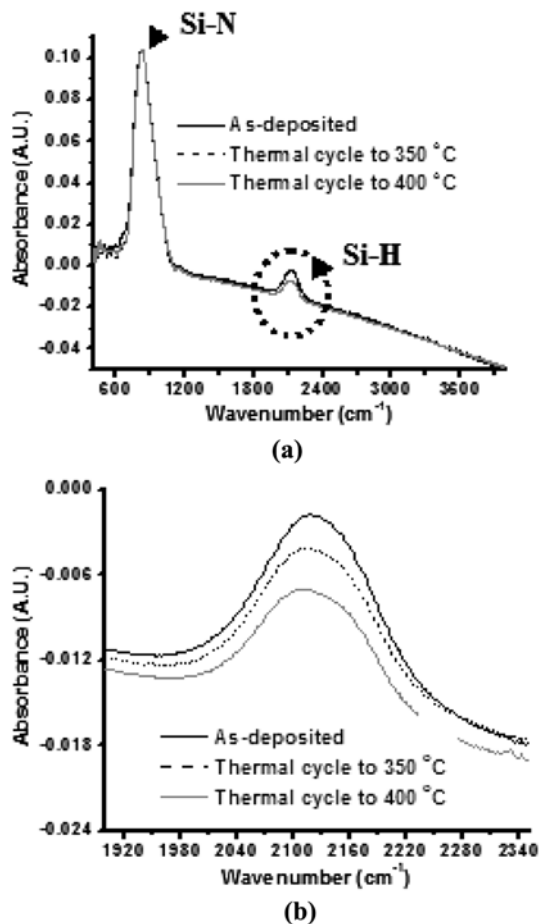 Si-N
0.10
0.08
0.06
0.04
0.02
0.00
-0.02
-0.04
Absorbance (A.U.)
As-deposited
Thermal cycle to 350 °C
Thermal cycle to 400 °C
Si-H
600 1200 1800 2400 3000 3600
Wavenumber (cm-1)
(a)
0.000
-0.006
-0.012
-0.018
-0.024
Absorbance (A.U.)
As-deposited
Thermal cycle to 350 °C
Thermal cycle to 400 °C
1920 1980 2040 2100 2160 2220 2280 2340
Wavenumber (cm-1)
(b)